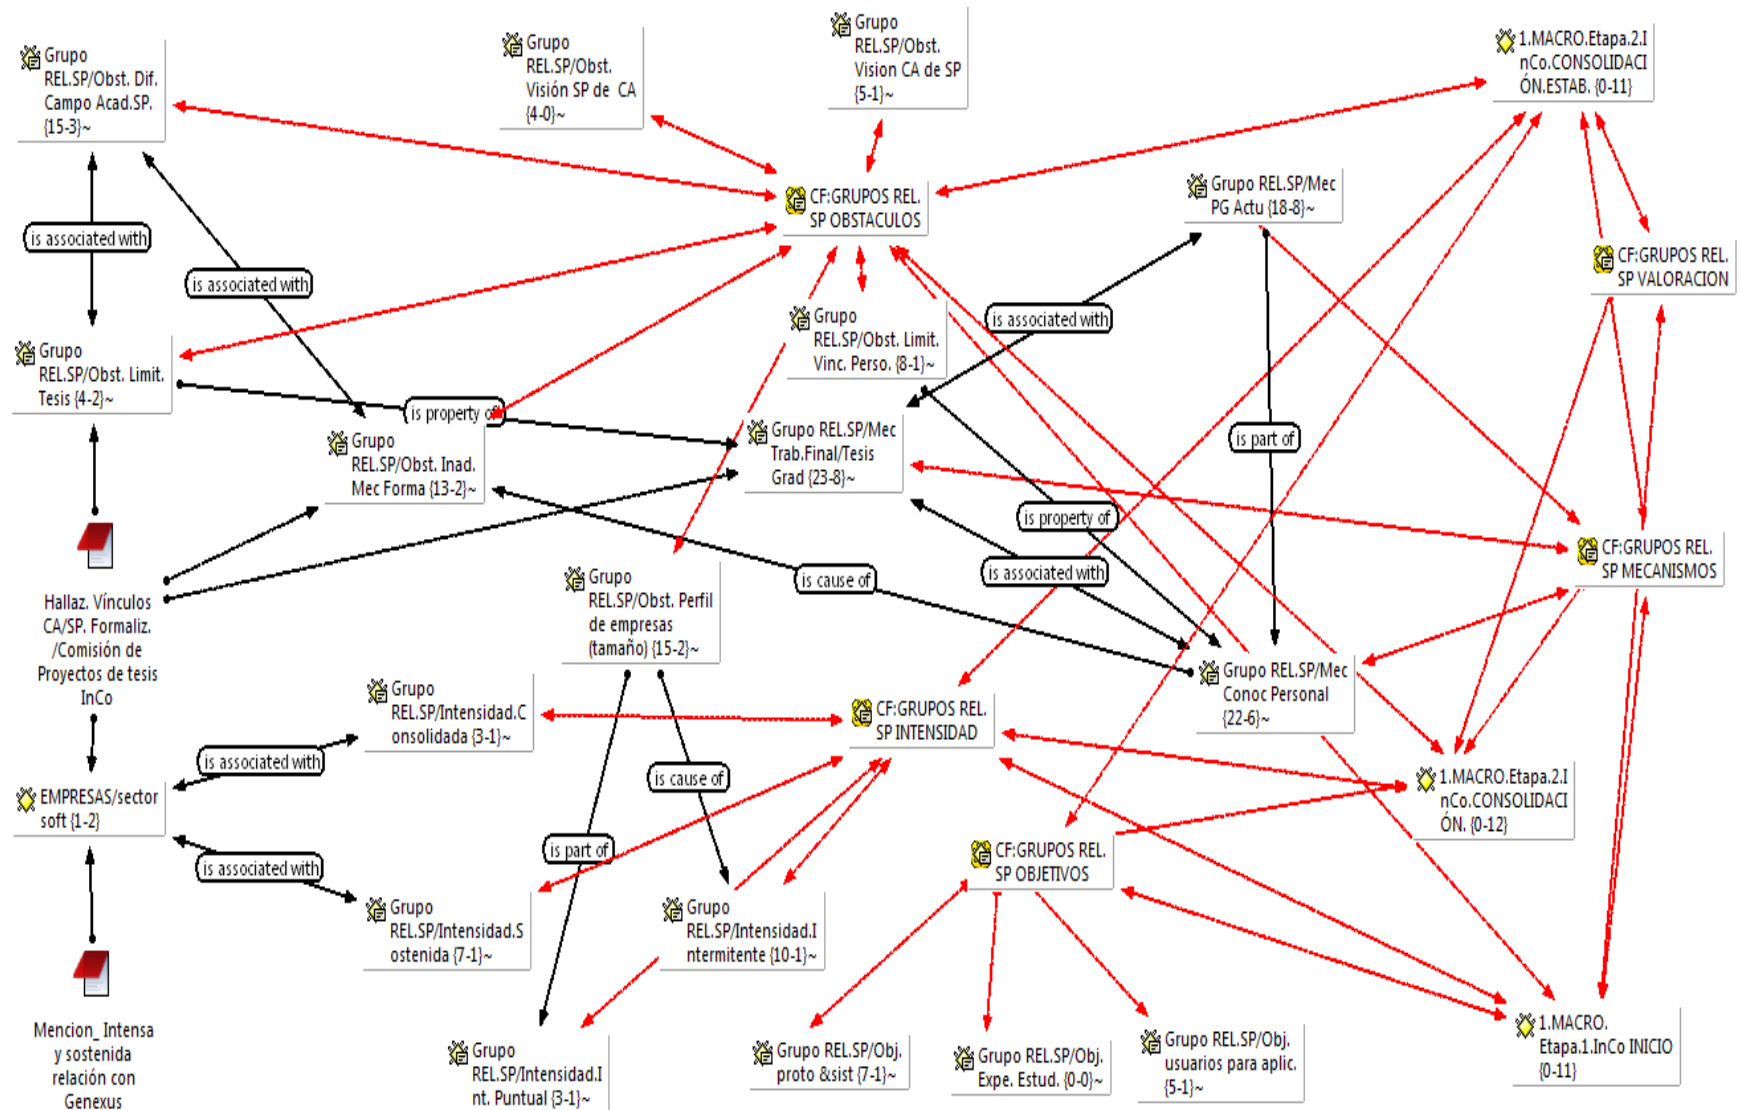 Grupo
REL.SP/Obst. Dif.
Campo Acad.SP.
{15-3}~
Grupo
REL.SP/Obst.
Visión SP de CA
{4-0}~
Grupo
REL.SP/Obst.
Vision CA de SP
{5-1}~
1.MACRO.Etapa.2.I
nCo.CONSOLIDACI
ÓN.ESTAB. {0-11}
CF:GRUPOS REL.
SP OBSTACULOS
Grupo REL.SP/Mec
PG Actu {18-8}~
is associated with
is associated with
CF:GRUPOS REL.
SP VALORACION
Grupo
REL.SP/Obst. Limit.
Vinc. Perso. {8-1}~
is associated with
Grupo
REL.SP/Obst. Limit.
Tesis {4-2}~
is property of
Grupo
REL.SP/Obst. Inad.
Mec Forma {13-2}~
Grupo REL.SP/Mec
Trab.Final/Tesis
Grad {23-8}~
is part of
is property of
CF:GRUPOS REL.
SP MECANISMOS
is cause of
is associated with
Hallaz. Vínculos
CA/SP. Formaliz.
/Comisión de
Proyectos de tesis
InCo
Grupo
REL.SP/Obst. Perfil
de empresas
(tamaño) {15-2}~
Grupo REL.SP/Mec
Conoc Personal
{22-6}~
Grupo
REL.SP/Intensidad.C
onsolidada {3-1}~
CF:GRUPOS REL.
SP INTENSIDAD
is associated with
is cause of
1.MACRO.Etapa.2.I
nCo.CONSOLIDACI
ÓN. {0-12}
EMPRESAS/sector
soft {1-2}
is associated with
is part of
CF:GRUPOS REL.
SP OBJETIVOS
Grupo
REL.SP/Intensidad.S
ostenida {7-1}~
Grupo
REL.SP/Intensidad.I
ntermitente {10-1}~
Mencion_ Intensa
y sostenida
relación con
Genexus
Grupo
REL.SP/Intensidad.I
nt. Puntual {3-1}~
Grupo REL.SP/Obj.
proto &sist {7-1}~
Grupo REL.SP/Obj.
Expe. Estud. {0-0}~
Grupo REL.SP/Obj.
usuarios para aplic.
{5-1}~
1.MACRO.
Etapa.1.InCo INICIO
{0-11}